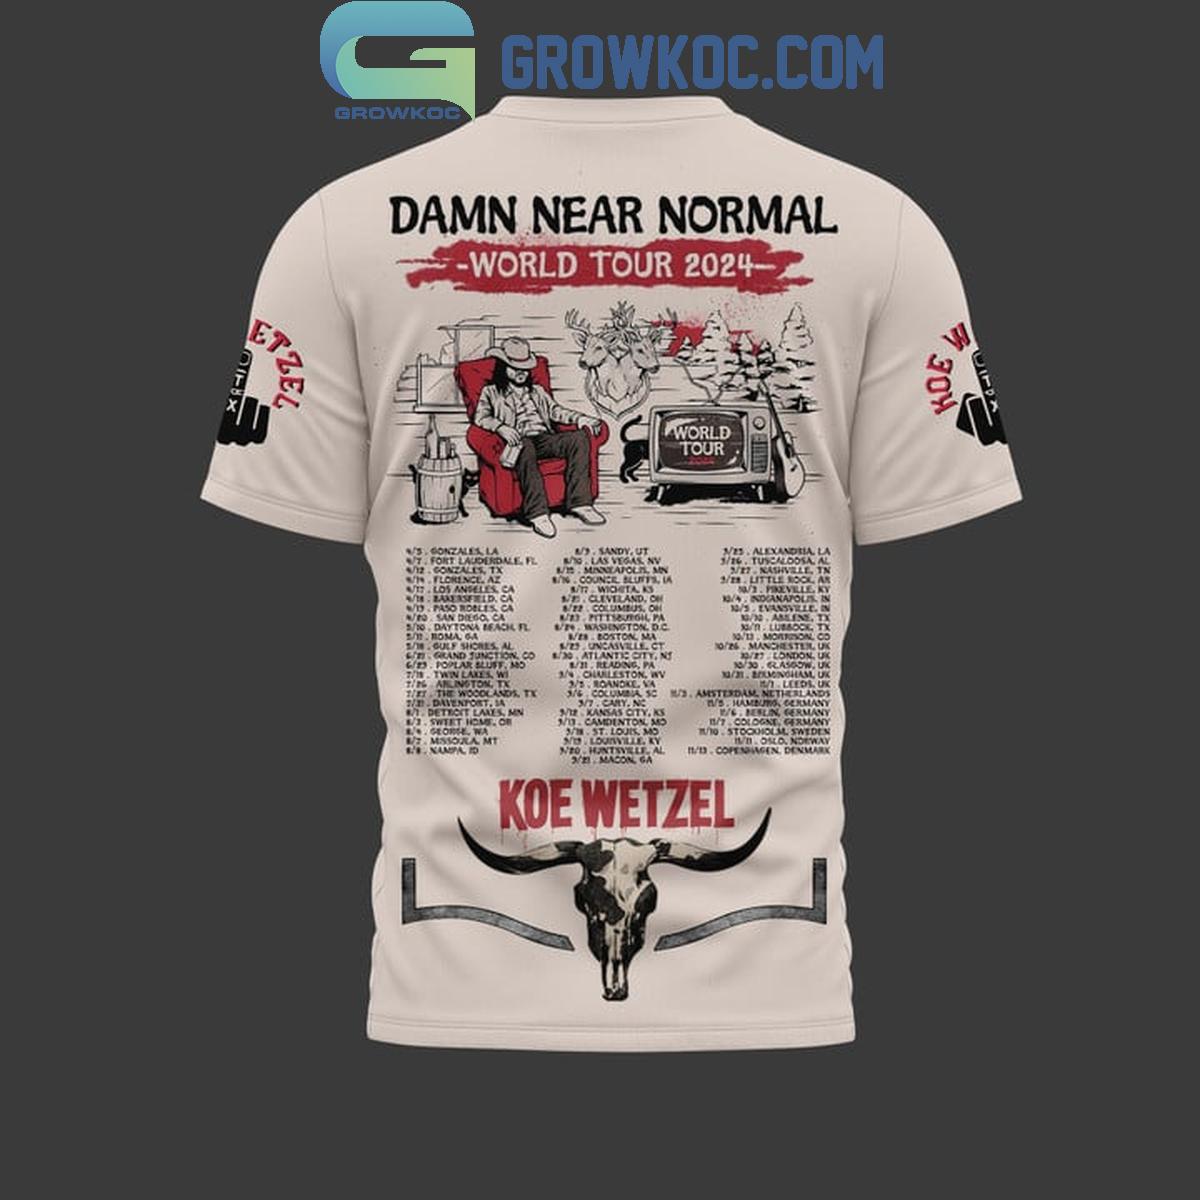 GROWKOC.COM
GROWKOC
DAMN NEAR NORMAL
-WORLD TOUR 2024-
ETZEL
KOE W
WORLD
TOUR
2024
4/5 . GONZALES, LA
4/7 . FORT LAUDERDALE, FL
4/12 . GONZALES, TX
4/14 . FLORENCE, AZ
4/17 . LOS ANGELES, CA
4/18 . BAKERSFIELD, CA
4/19 . PASO ROBLES, CA
4/20 . SAN DIEGO, CA
5/10 . DAYTONA BEACH, FL
5/11 . ROMA, GA
5/18 . GULF SHORES, AL
6/21 . GRAND JUNCTION, CO
6/29 . POPLAR BLUFF, MO
7/18 . TWIN LAKES, WI
7/26 . ARLINGTON, TX
7/27 . THE WOODLANDS, TX
7/31 . DAVENPORT, IA
8/1 . DETROIT LAKES, MN
8/3 . SWEET HOME, OR
8/4 . GEORGE, WA
8/7 . MISSOULA, MT
8/8 . NAMPA, ID
8/9 . SANDY, UT
8/10 . LAS VEGAS, NV
8/15 . MINNEAPOLIS, MN
8/16 . COUNCIL BLUFFS, IA
8/17 . WICHITA, KS
8/21 . CLEVELAND, OH
8/22 . COLUMBUS, OH
8/23 . PITTSBURGH, PA
8/24 . WASHINGTON, D.C.
8/28 . BOSTON, MA
8/29 . UNCASVILLE, CT
8/30 . ATLANTIC CITY, NJ
8/31 . READING, PA
9/4 . CHARLESTON, WV
9/5 . ROANOKE, VA
9/6 . COLUMBIA, SC
9/7 . CARY, NC
9/12 . KANSAS CITY, KS
9/13 . CAMDENTON, MO
9/18 . ST. LOUIS, MO
9/19 . LOUISVILLE, KY
9/20 . HUNTSVILLE, AL
9/21 . MACON, GA
9/25 . ALEXANDRIA, LA
9/26 . TUSCALOOSA, AL
9/27 . NASHVILLE, TN
9/28 . LITTLE ROCK, AR
10/3 . PIKEVILLE, KY
10/4 . INDIANAPOLIS, IN
10/5 . EVANSVILLE, IN
10/10 . ABILENE, TX
10/11 . LUBBOCK, TX
10/13 . MORRISON, CO
10/26 . MANCHESTER, UK
10/27 . LONDON, UK
10/30 . GLASGOW, UK
10/31 . BIRMINGHAM, UK
11/1 . LEEDS, UK
11/3 . AMSTERDAM, NETHERLANDS
11/5 . HAMBURG, GERMANY
11/6 . BERLIN, GERMANY
11/7 . COLOGNE, GERMANY
11/10 . STOCKHOLM, SWEDEN
11/11 . OSLO, NORWAY
11/13 . COPENHAGEN, DENMARK
KOE WETZEL